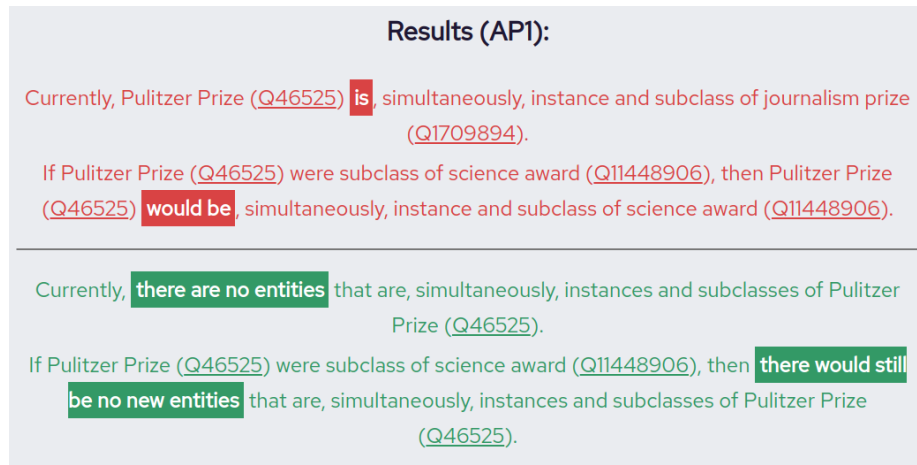 Results (AP1):
Currently, Pulitzer Prize (Q46525) is, simultaneously, instance and subclass of journalism prize
(Q1709894).
If Pulitzer Prize (Q46525) were subclass of science award (Q11448906), then Pulitzer Prize
(Q46525) would be, simultaneously, instance and subclass of science award (Q11448906).
Currently, there are no entities that are, simultaneously, instances and subclasses of Pulitzer
Prize (Q46525).
If Pulitzer Prize (Q46525) were subclass of science award (Q11448906), then there would still
be no new entities that are, simultaneously, instances and subclasses of Pulitzer Prize
(Q46525).